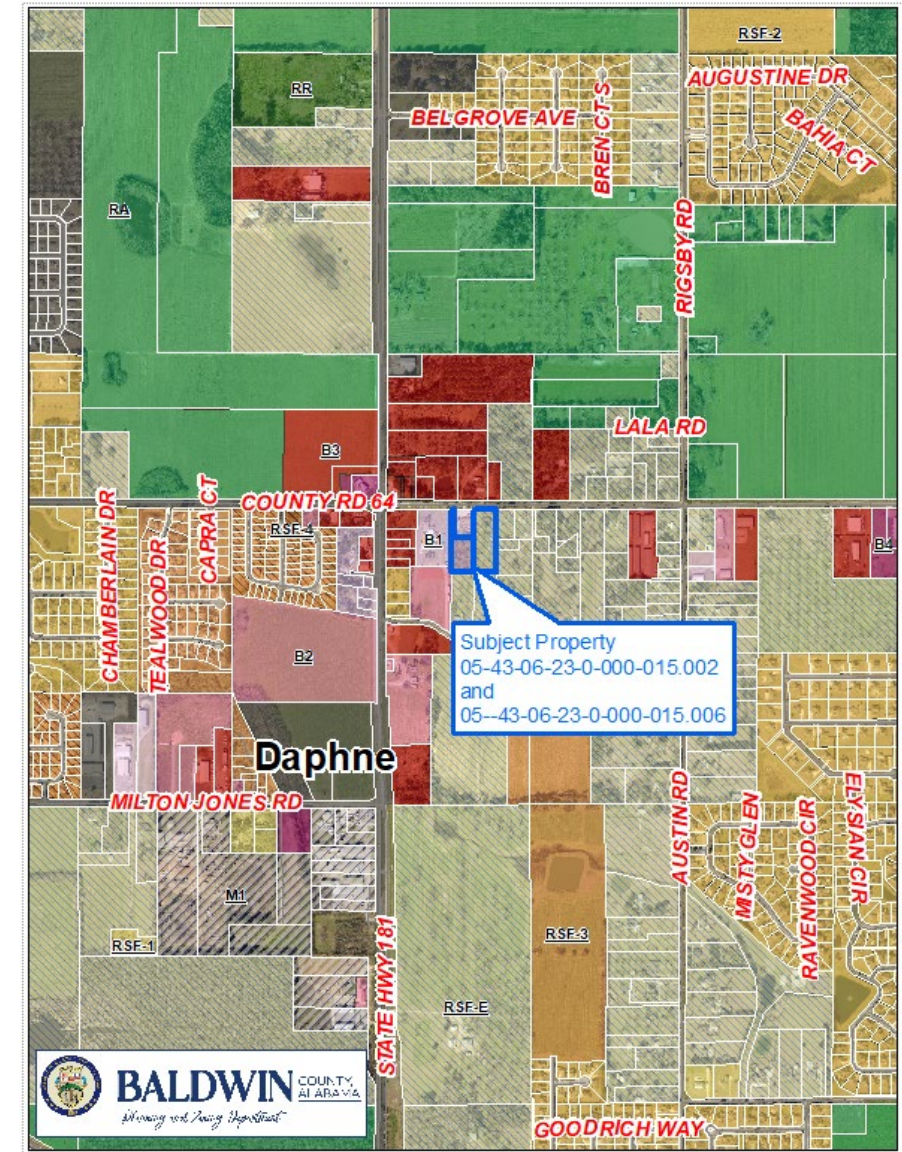 RSF-2
AUGUSTINE DR
RR
BELGROVE AVE
BREN CT S
BAHIA CT
RA
RIGSBY RD
LALA RD
B3
COUNTY RD 64
RSF-4
B1
B4
CHAMBERLAIN DR
TEALWOOD DR
CAPRA CT
Subject Property
05-43-06-23-0-000-015.002
and
05--43-06-23-0-000-015.006
B2
Daphne
MILTON JONES RD
AUSTIN RD
MISTY GLEN
RAVENWOOD CIR
ELYSIAN CIR
M1
RSF-1
STATE HWY 181
RSF-3
RSF-E
BALDWIN COUNTY, ALABAMA
Planning and Zoning Department
GOODRICH WAY